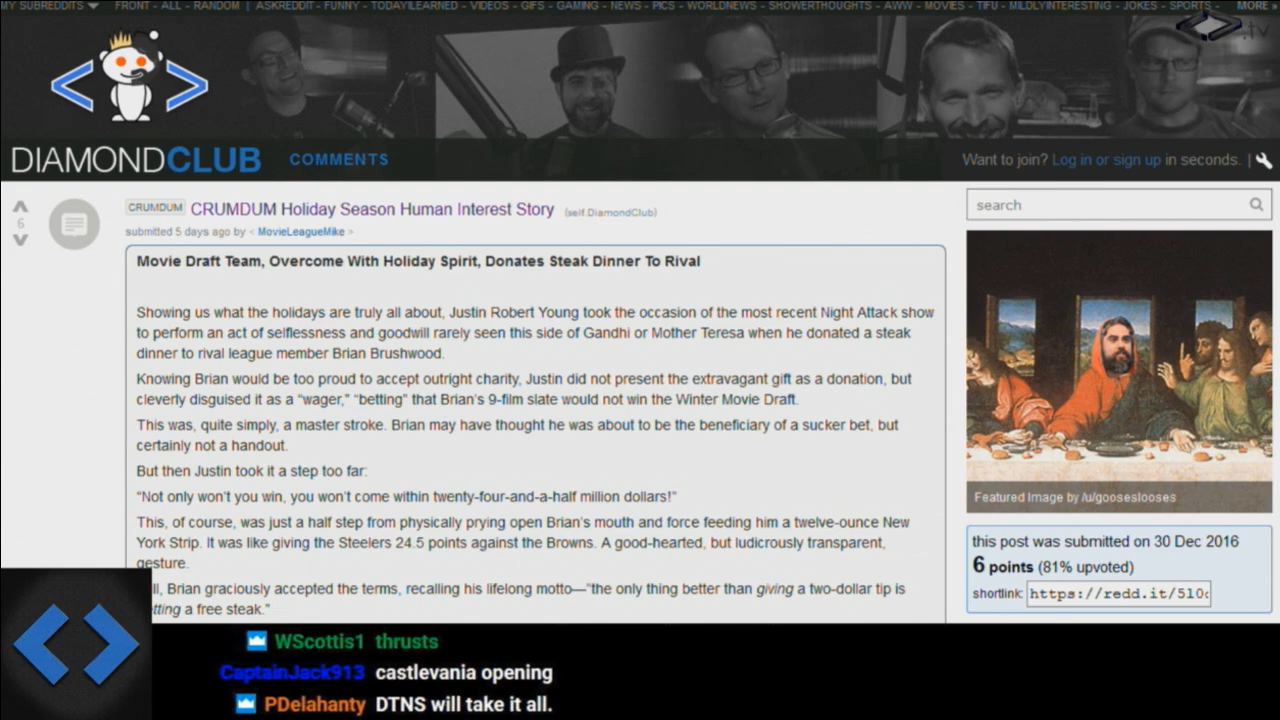 MY SUBREDDITS FRONT - ALL - RANDOM | ASKREDDIT - FUNNY - TODAYILEARNED - VIDEOS - GIFS - GAMING - NEWS - PICS - WORLDNEWS - SHOWERTHOUGHTS - AWW - MOVIES - TIFU - MILDLYINTERESTING - JOKES - SPORTS - MORE »
.tv
DIAMONDCLUB COMMENTS Want to join? Log in or sign up in seconds. |
search
6
CRUMDUM CRUMDUM Holiday Season Human Interest Story (self.DiamondClub)
submitted 5 days ago by < MovieLeagueMike >
Movie Draft Team, Overcome With Holiday Spirit, Donates Steak Dinner To Rival
Showing us what the holidays are truly all about, Justin Robert Young took the occasion of the most recent Night Attack show
to perform an act of selflessness and goodwill rarely seen this side of Gandhi or Mother Teresa when he donated a steak
dinner to rival league member Brian Brushwood.
Knowing Brian would be too proud to accept outright charity, Justin did not present the extravagant gift as a donation, but
cleverly disguised it as a “wager,” “betting” that Brian’s 9-film slate would not win the Winter Movie Draft.
This was, quite simply, a master stroke. Brian may have thought he was about to be the beneficiary of a sucker bet, but
certainly not a handout.
But then Justin took it a step too far:
“Not only won’t you win, you won’t come within twenty-four-and-a-half million dollars!”
This, of course, was just a half step from physically prying open Brian’s mouth and force feeding him a twelve-ounce New
York Strip. It was like giving the Steelers 24.5 points against the Browns. A good-hearted, but ludicrously transparent,
gesture.
ll, Brian graciously accepted the terms, recalling his lifelong motto—“the only thing better than giving a two-dollar tip is
etting a free steak.”
Featured Image by /u/gooseslooses
this post was submitted on 30 Dec 2016
6 points (81% upvoted)
shortlink: https://redd.it/5l0
WScottis1 thrusts
CaptainJack913 castlevania opening
PDelahanty DTNS will take it all.